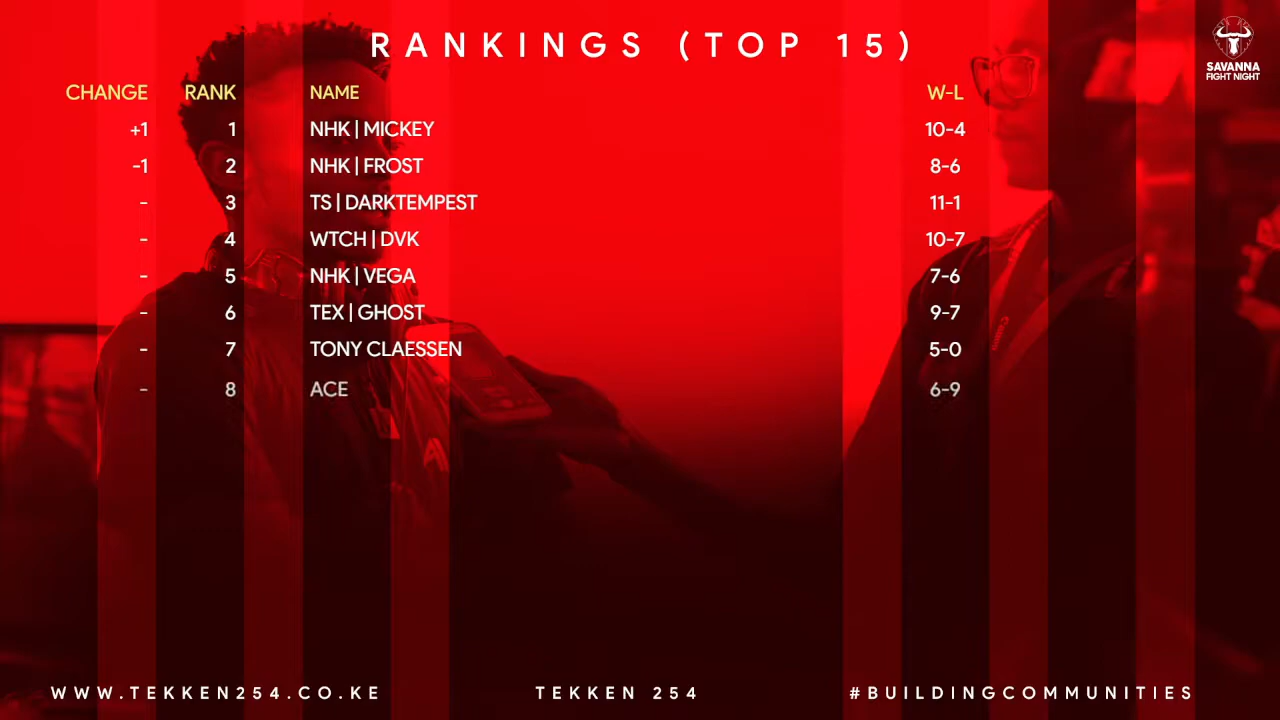 RANKINGS (TOP 15)
SAVANNA
FIGHT NIGHT
CHANGE RANK NAME W-L
+1 1 NHK | MICKEY 10-4
-1 2 NHK | FROST 8-6
- 3 TS | DARKTEMPEST 11-1
- 4 WTCH | DVK 10-7
- 5 NHK | VEGA 7-6
- 6 TEX | GHOST 9-7
- 7 TONY CLAESSEN 5-0
- 8 ACE 6-9
WWW.TEKKEN254.CO.KE TEKKEN 254 #BUILDINGCOMMUNITIES